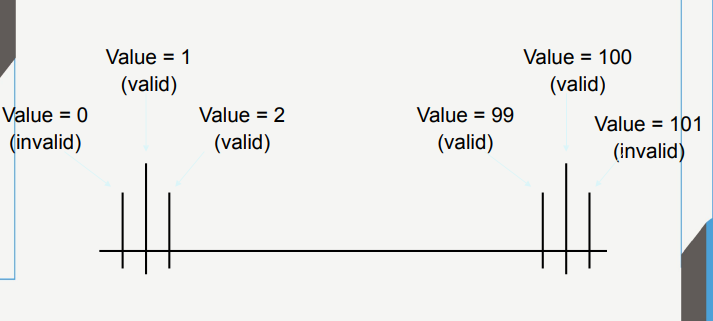 Value = 1
(valid)
Value = 0
(invalid)
Value = 2
(valid)
Value = 100
(valid)
Value = 99
(valid)
Value = 101
(invalid)